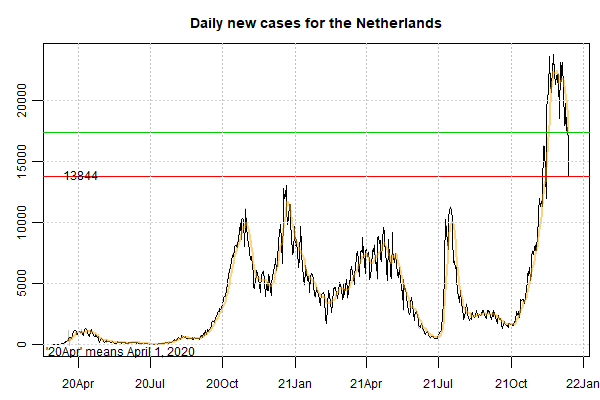 Daily new cases for the Netherlands
20000
15000
13844
10000
5000
0
'20Apr' means April 1, 2020
20Apr 20Jul 20Oct 21Jan 21Apr 21Jul 21Oct 22Jan